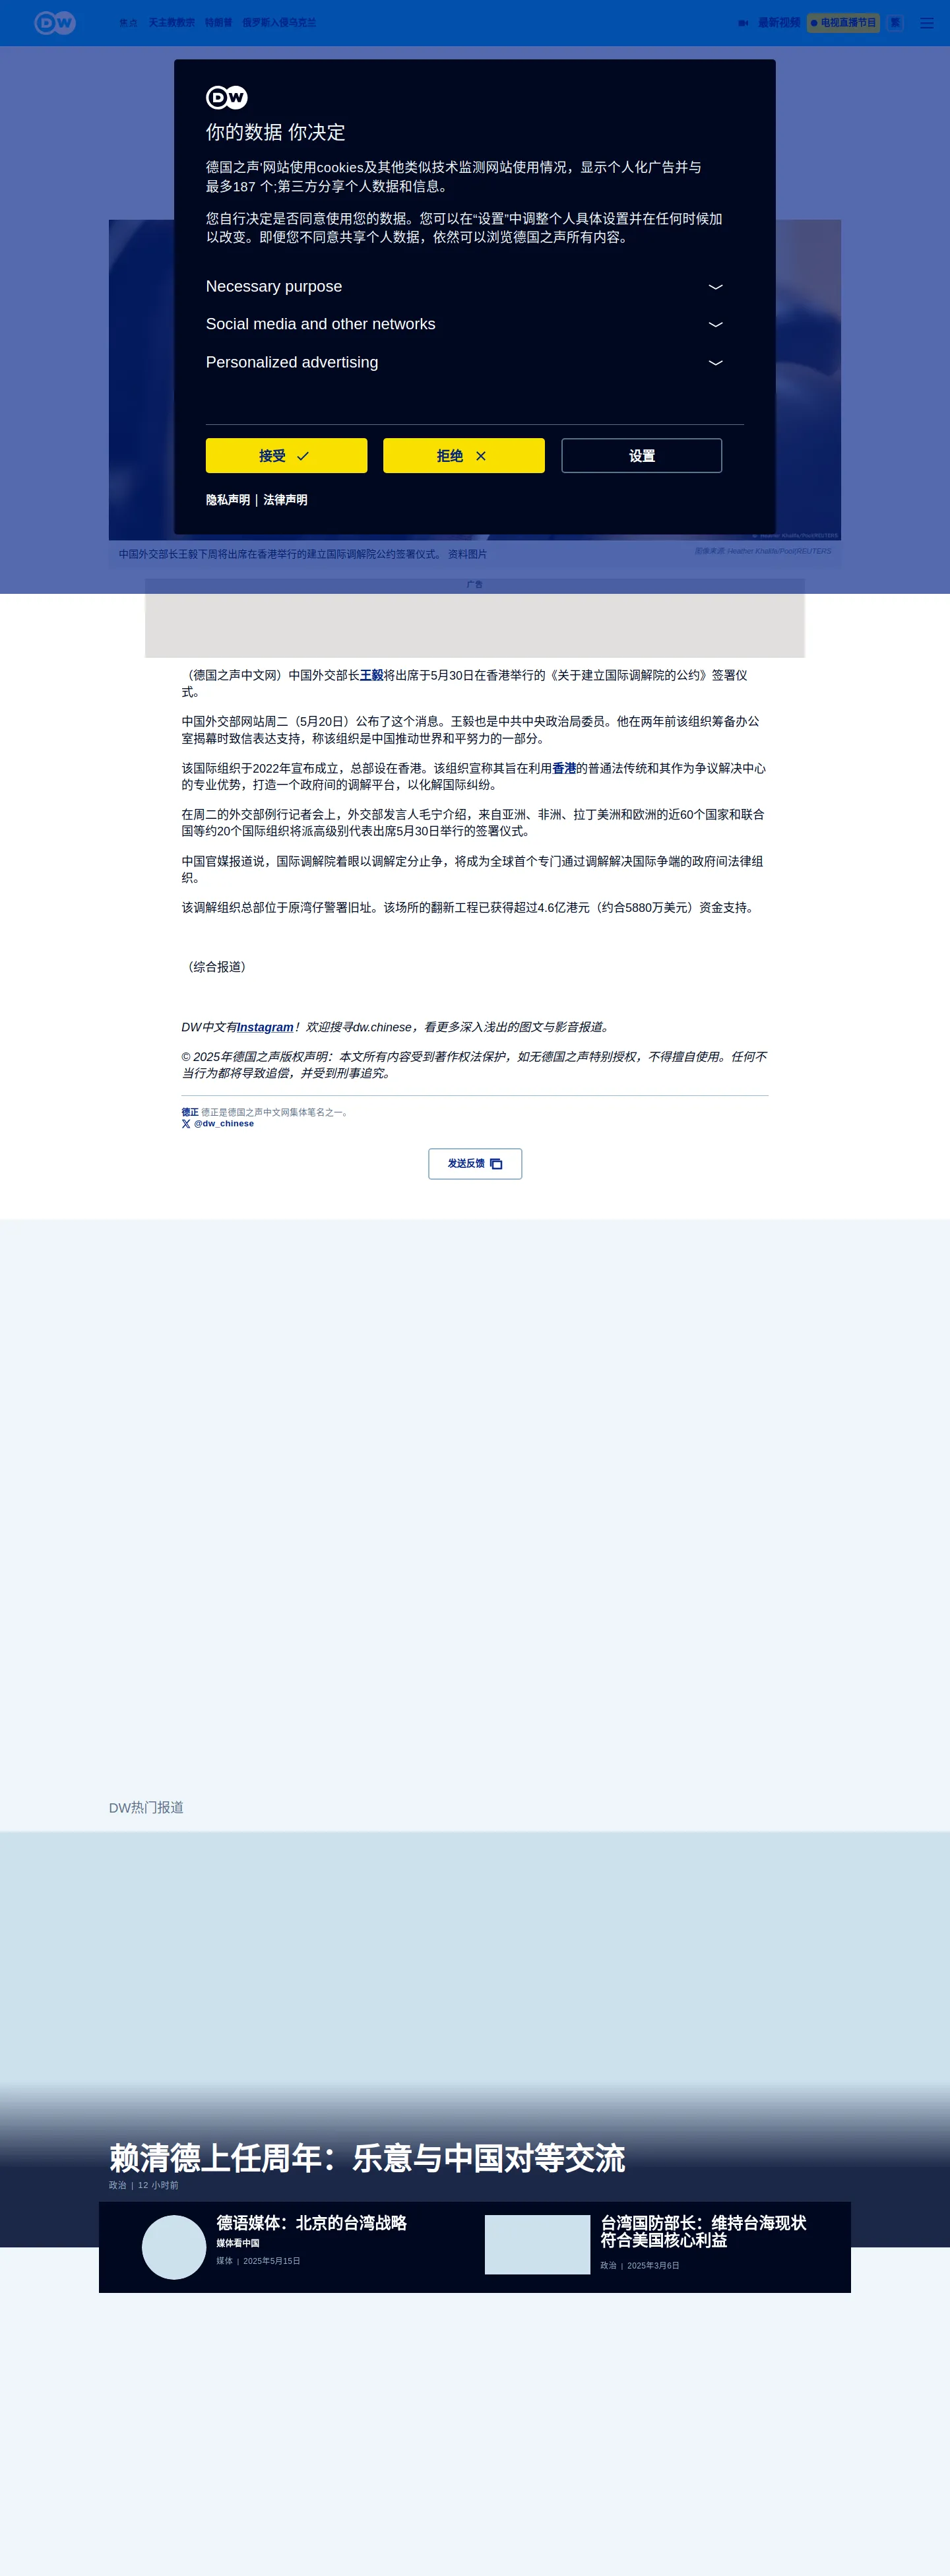 DW 焦点 天主教教宗 特朗普 俄罗斯入侵乌克兰 最新视频 电视直播节目 繁
DW
你的数据 你决定
德国之声'网站使用cookies及其他类似技术监测网站使用情况，显示个人化广告并与
最多187 个;第三方分享个人数据和信息。
您自行决定是否同意使用您的数据。您可以在“设置”中调整个人具体设置并在任何时候加
以改变。即便您不同意共享个人数据，依然可以浏览德国之声所有内容。
Necessary purpose
Social media and other networks
Personalized advertising
接受 拒绝 设置
隐私声明 | 法律声明
中国外交部长王毅下周将出席在香港举行的建立国际调解院公约签署仪式。 资料图片
图像来源: Heather Khalifa/Pool/REUTERS
广告
（德国之声中文网）中国外交部长王毅将出席于5月30日在香港举行的《关于建立国际调解院的公约》签署仪
式。
中国外交部网站周二（5月20日）公布了这个消息。王毅也是中共中央政治局委员。他在两年前该组织筹备办公
室揭幕时致信表达支持，称该组织是中国推动世界和平努力的一部分。
该国际组织于2022年宣布成立，总部设在香港。该组织宣称其旨在利用香港的普通法传统和其作为争议解决中心
的专业优势，打造一个政府间的调解平台，以化解国际纠纷。
在周二的外交部例行记者会上，外交部发言人毛宁介绍，来自亚洲、非洲、拉丁美洲和欧洲的近60个国家和联合
国等约20个国际组织将派高级别代表出席5月30日举行的签署仪式。
中国官媒报道说，国际调解院着眼以调解定分止争，将成为全球首个专门通过调解解决国际争端的政府间法律组
织。
该调解组织总部位于原湾仔警署旧址。该场所的翻新工程已获得超过4.6亿港元（约合5880万美元）资金支持。
（综合报道）
DW中文有Instagram！欢迎搜寻dw.chinese，看更多深入浅出的图文与影音报道。
© 2025年德国之声版权声明：本文所有内容受到著作权法保护，如无德国之声特别授权，不得擅自使用。任何不
当行为都将导致追偿，并受到刑事追究。
德正 德正是德国之声中文网集体笔名之一。
@dw_chinese
发送反馈
DW热门报道
赖清德上任周年：乐意与中国对等交流
政治 | 12 小时前
德语媒体：北京的台湾战略
媒体看中国
媒体 | 2025年5月15日
台湾国防部长：维持台海现状
符合美国核心利益
政治 | 2025年3月6日